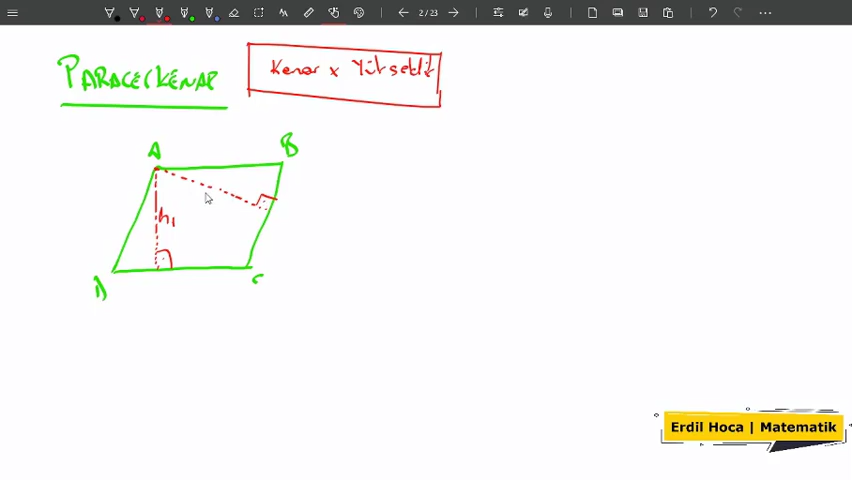 2 / 23
PARALELKENAR
Kenar x Yükseklik
A
B
h1
D
C
Erdil Hoca | Matematik